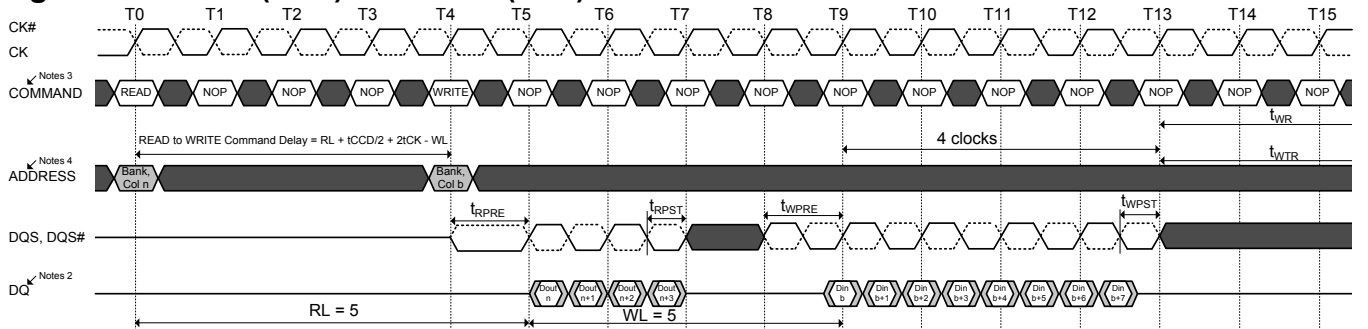 T0 T1 T2 T3 T4 T5 T6 T7 T8 T9 T10 T11 T12 T13 T14 T15
CK#
CK
Notes 3
COMMAND READ NOP NOP NOP WRITE NOP NOP NOP NOP NOP NOP NOP NOP NOP NOP NOP
tWR
READ to WRITE Command Delay = RL + tCCD/2 + 2tCK - WL
4 clocks
tWTR
Notes 4
ADDRESS
Bank, Col n
Bank, Col b
tRPRE tRPST tWPRE tWPST
DQS, DQS#
Notes 2
DQ
Dout n
Dout n+1
Dout n+2
Dout n+3
Din b
Din b+1
Din b+2
Din b+3
Din b+4
Din b+5
Din b+6
Din b+7
RL = 5 WL = 5